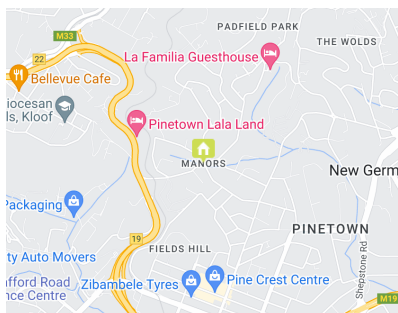 M33
PADFIELD PARK
THE WOLDS
22
La Familia Guesthouse
Bellevue Cafe
iocesan
ls, Kloof
Pinetown Lala Land
MANORS
New Germ
Packaging
PINETOWN
19
FIELDS HILL
ty Auto Movers
Pine Crest Centre
Zibambele Tyres
afford Road
nce Centre
Shepstone Rd
M19